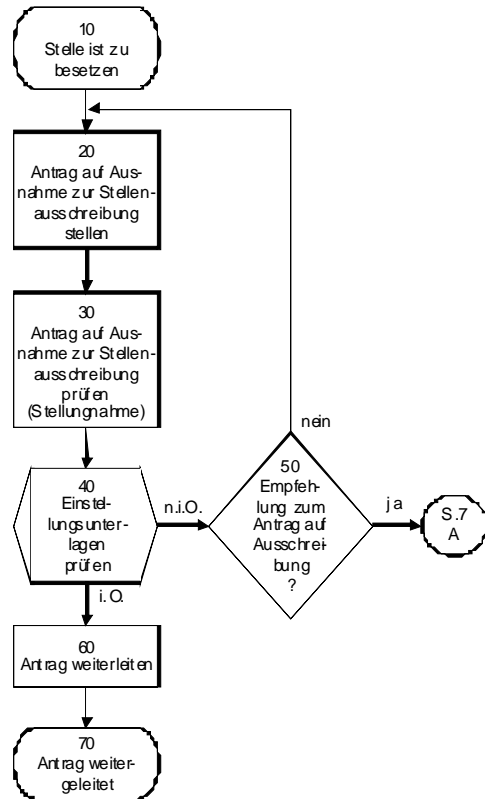 10
Stelle ist zu
besetzen
20
Antrag auf Aus-
nahme zur Stellen-
ausschreibung
stellen
30
Antrag auf Aus-
nahme zur Stellen-
ausschreibung
prüfen
(Stellungnahme)
40
Einstel-
lungsunter-
lagen
prüfen
n.i.O.
i.O.
50
Empfeh-
lung zum
Antrag auf
Ausschrei-
bung
?
nein
ja
S.7
A
60
Antrag weiterleiten
70
Antrag weiter-
geleitet